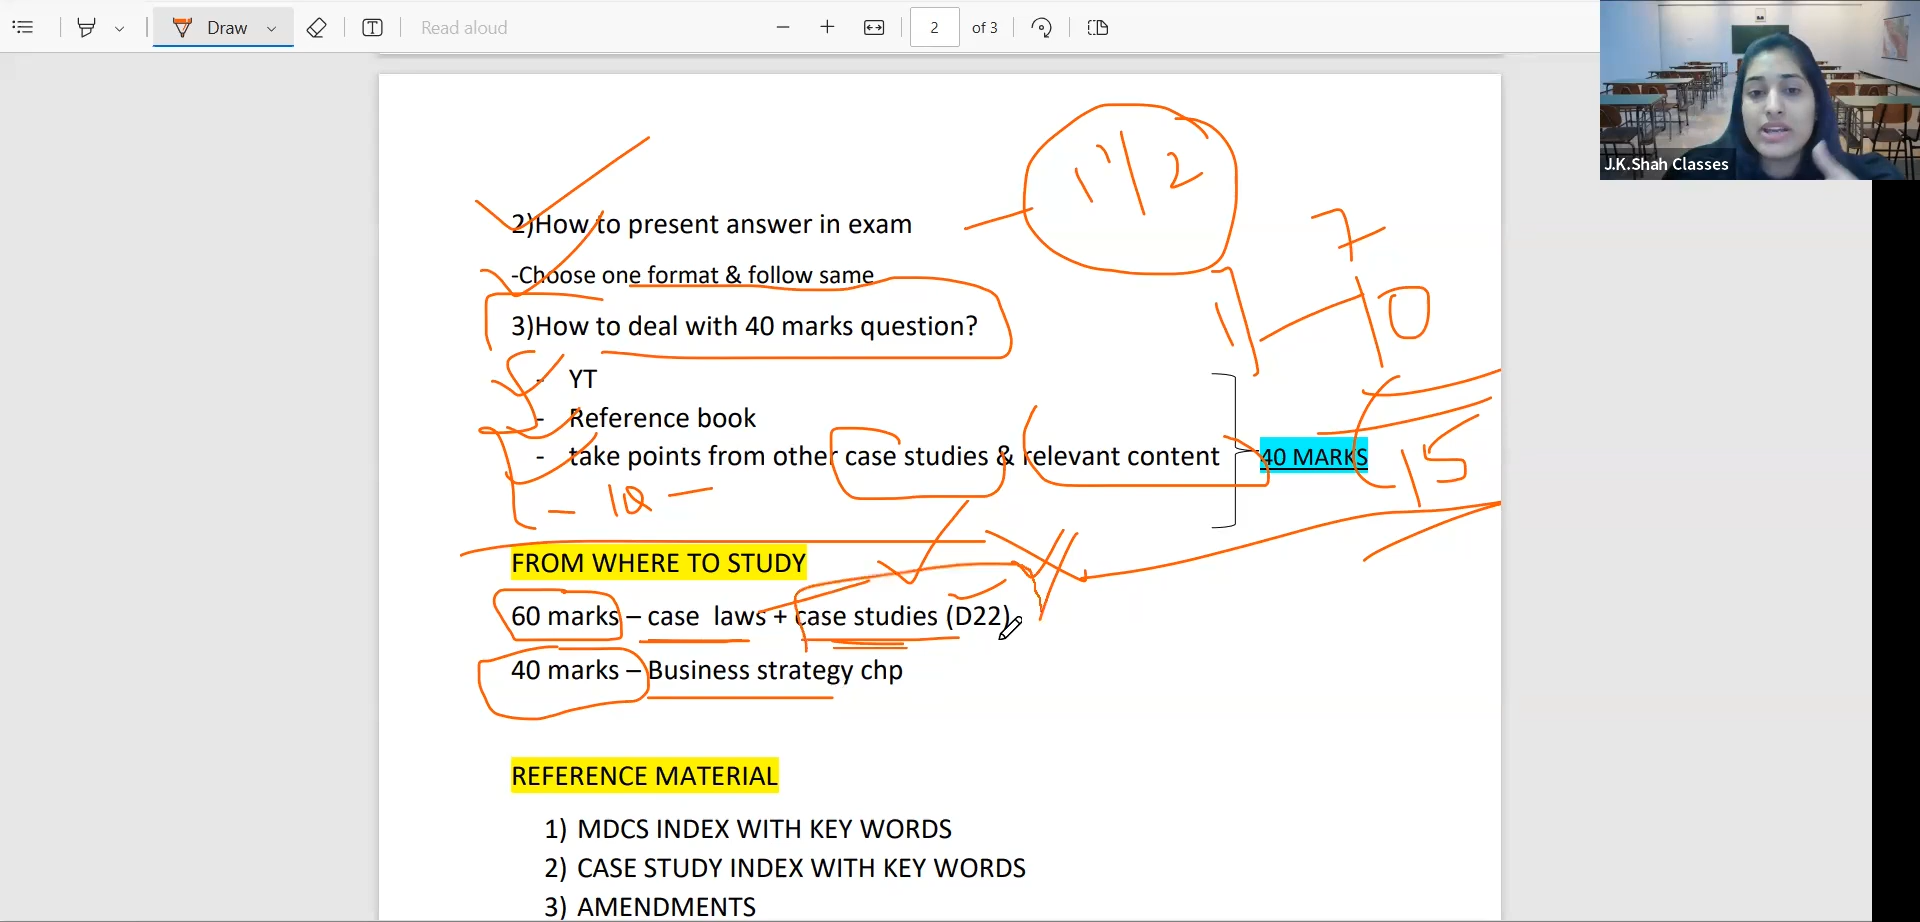 Draw
Read aloud
2 of 3
J.K.Shah Classes
1 1/2
2)How to present answer in exam
7
-Choose one format & follow same
10
3)How to deal with 40 marks question?
- YT
- Reference book
- take points from other case studies & relevant content
40 MARKS
15
FROM WHERE TO STUDY
60 marks – case laws + case studies (D22)
40 marks – Business strategy chp
REFERENCE MATERIAL
1) MDCS INDEX WITH KEY WORDS
2) CASE STUDY INDEX WITH KEY WORDS
3) AMENDMENTS